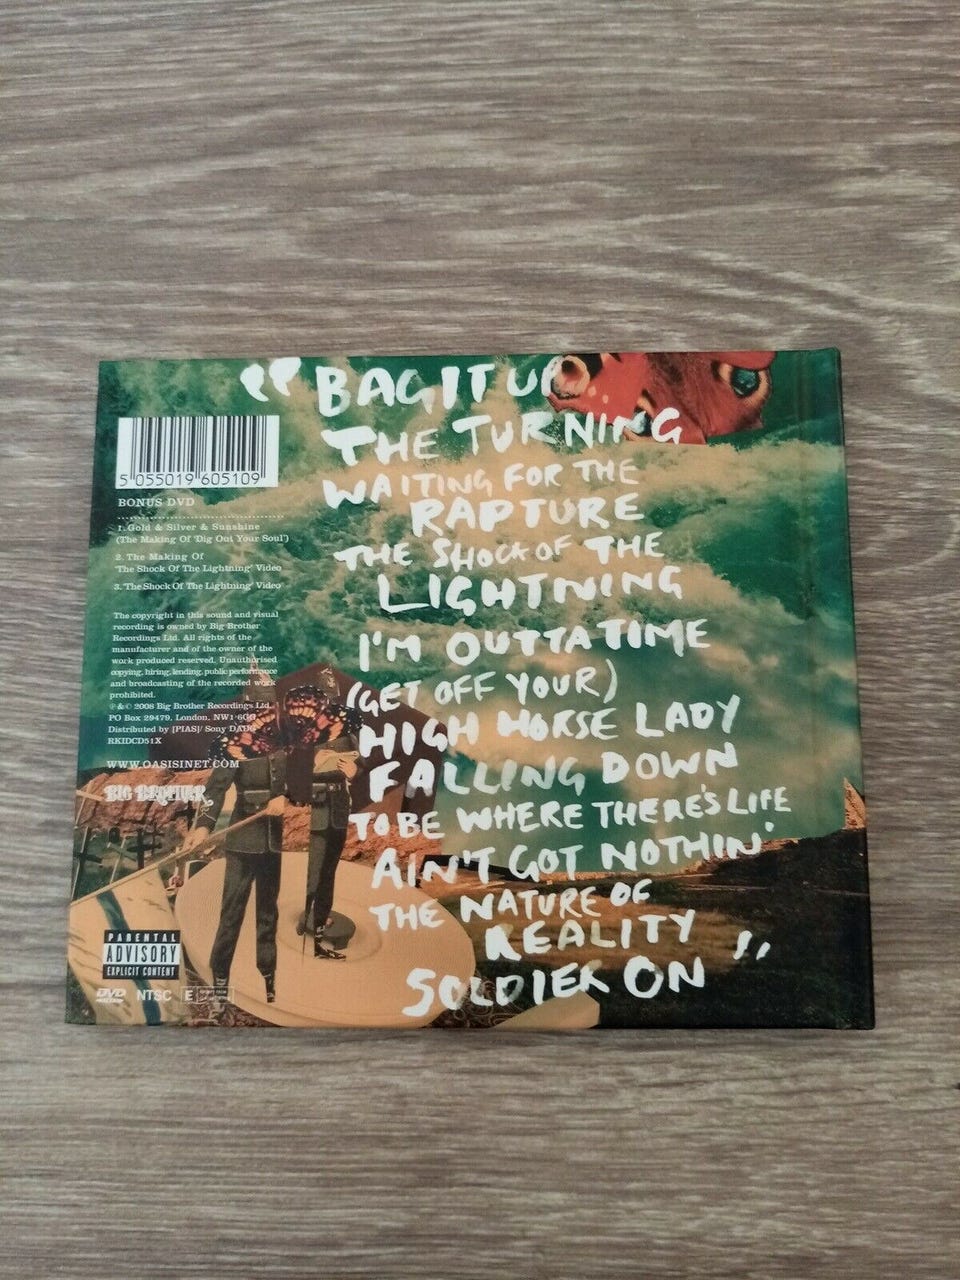 “BAG IT UP
THE TURNING
WAITING FOR THE
RAPTURE
THE SHOCK OF THE
LIGHTNING
I'M OUTTA TIME
(GET OFF YOUR)
HIGH HORSE LADY
FALLING DOWN
TO BE WHERE THERE'S LIFE
AIN'T GOT NOTHIN'
THE NATURE OF
REALITY
SOLDIER ON”
5 055019 605109
BONUS DVD
1. Gold & Silver & Sunshine
(The Making Of 'Dig Out Your Soul')
2. The Making Of
'The Shock Of The Lightning' Video
3. 'The Shock Of The Lightning' Video
The copyright in this sound and visual
recording is owned by Big Brother
Recordings Ltd. All rights of the
manufacturer and of the owner of the
work produced reserved. Unauthorised
copying, hiring, lending, public performance
and broadcasting of the recorded work
prohibited.
℗ & © 2008 Big Brother Recordings Ltd.
PO Box 29479, London, NW1 6GG
Distributed by [PIAS]/ Sony DADC
RKIDCD51X
WWW.OASISINET.COM
BIG BROTHER
PARENTAL
ADVISORY
EXPLICIT CONTENT
DVD NTSC E